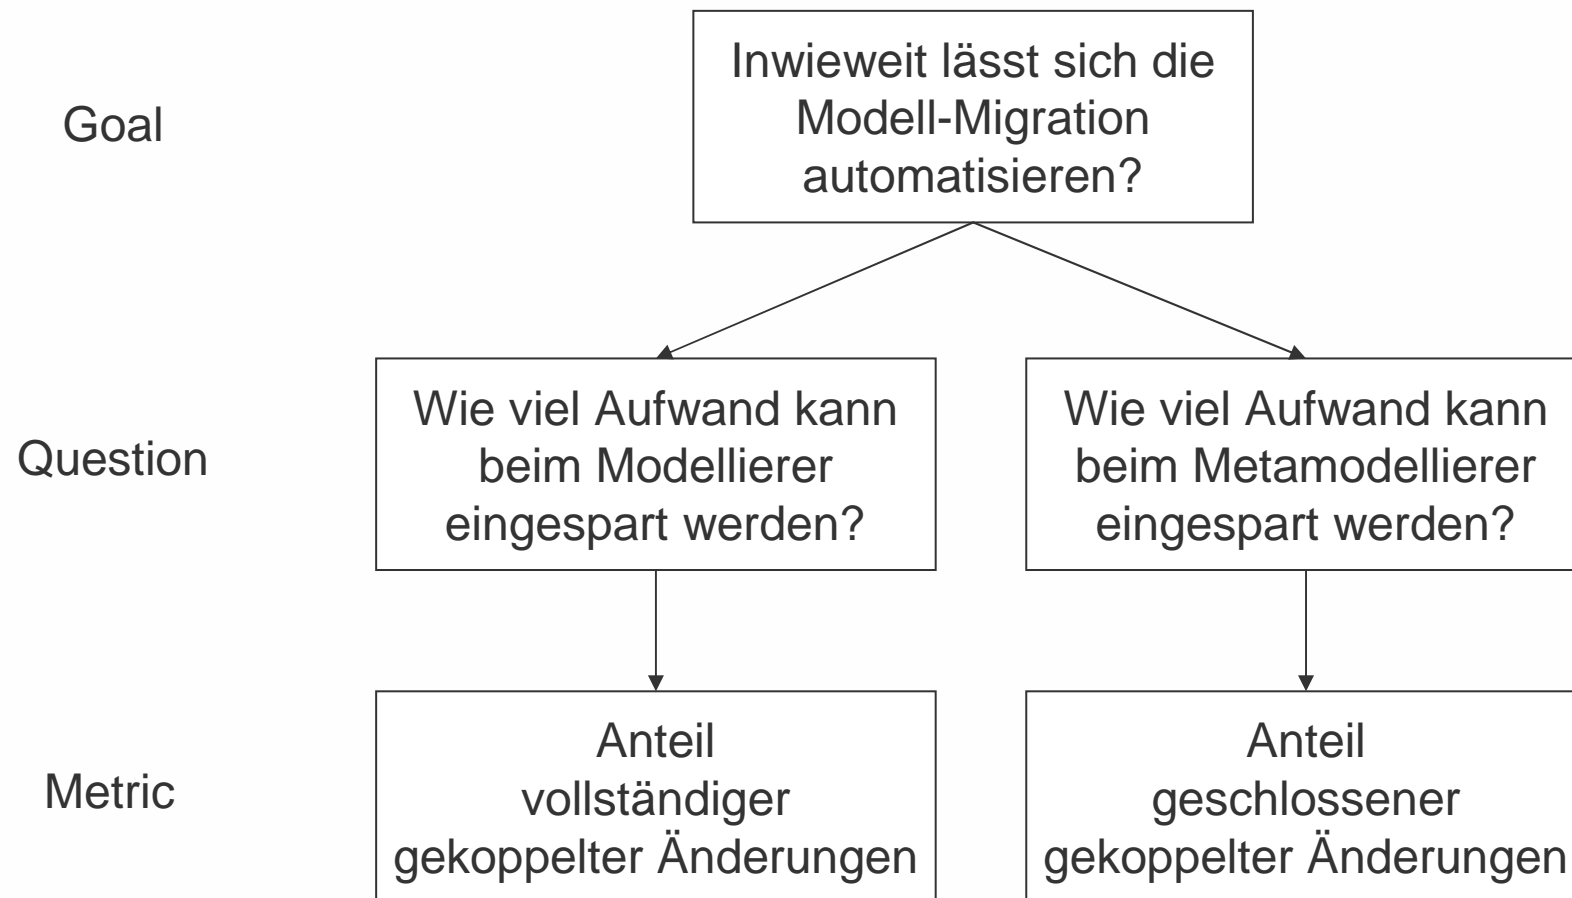 Goal
Inwieweit lässt sich die
Modell-Migration
automatisieren?
Question
Wie viel Aufwand kann
beim Modellierer
eingespart werden?
Wie viel Aufwand kann
beim Metamodellierer
eingespart werden?
Metric
Anteil
vollständiger
gekoppelter Änderungen
Anteil
geschlossener
gekoppelter Änderungen